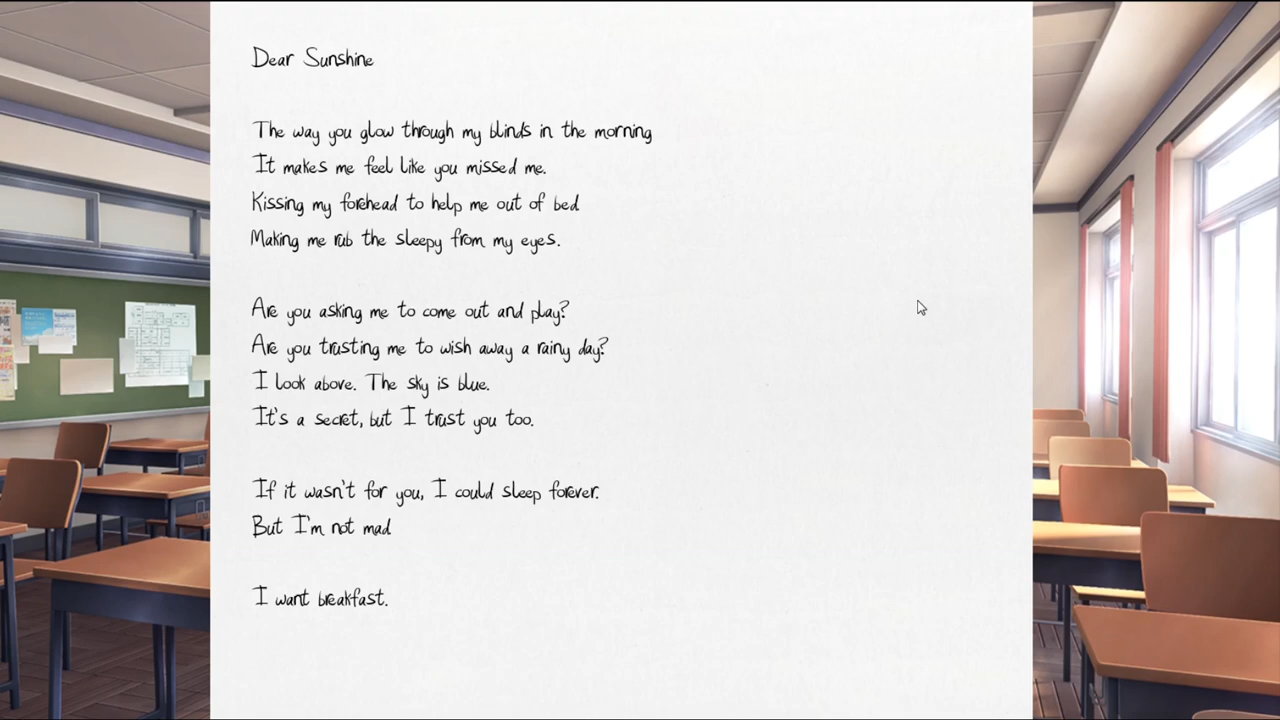 Dear Sunshine
The way you glow through my blinds in the morning
It makes me feel like you missed me.
Kissing my forehead to help me out of bed
Making me rub the sleepy from my eyes.
Are you asking me to come out and play?
Are you trusting me to wish away a rainy day?
I look above. The sky is blue.
It's a secret, but I trust you too.
If it wasn't for you, I could sleep forever.
But I'm not mad
I want breakfast.